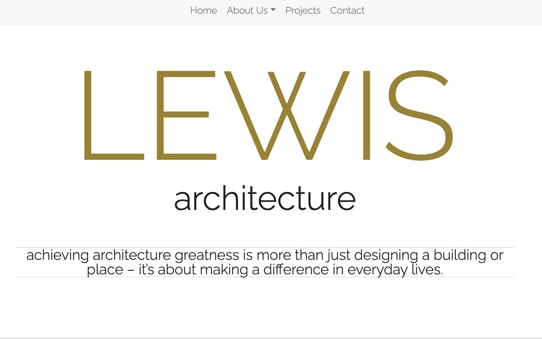 Home About Us Projects Contact
LEWIS
architecture
achieving architecture greatness is more than just designing a building or
place – it's about making a difference in everyday lives.